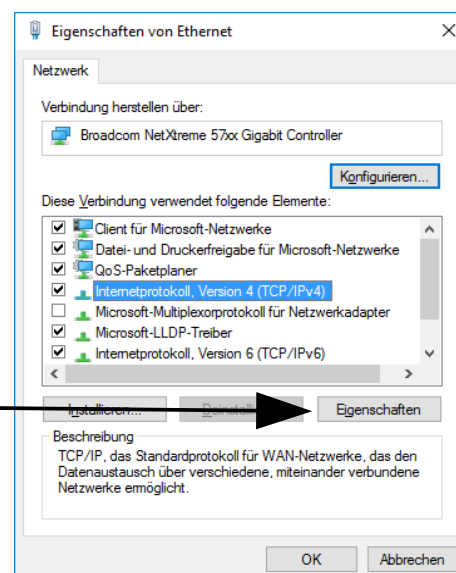 Eigenschaften von Ethernet
Netzwerk
Verbindung herstellen über:
Broadcom NetXtreme 57xx Gigabit Controller
Konfigurieren...
Diese Verbindung verwendet folgende Elemente:
Client für Microsoft-Netzwerke
Datei- und Druckerfreigabe für Microsoft-Netzwerke
QoS-Paketplaner
Internetprotokoll, Version 4 (TCP/IPv4)
Microsoft-Multiplexorprotokoll für Netzwerkadapter
Microsoft-LLDP-Treiber
Internetprotokoll, Version 6 (TCP/IPv6)
Installieren... Eigenschaften
Beschreibung
TCP/IP, das Standardprotokoll für WAN-Netzwerke, das den
Datenaustausch über verschiedene, miteinander verbundene
Netzwerke ermöglicht.
OK Abbrechen